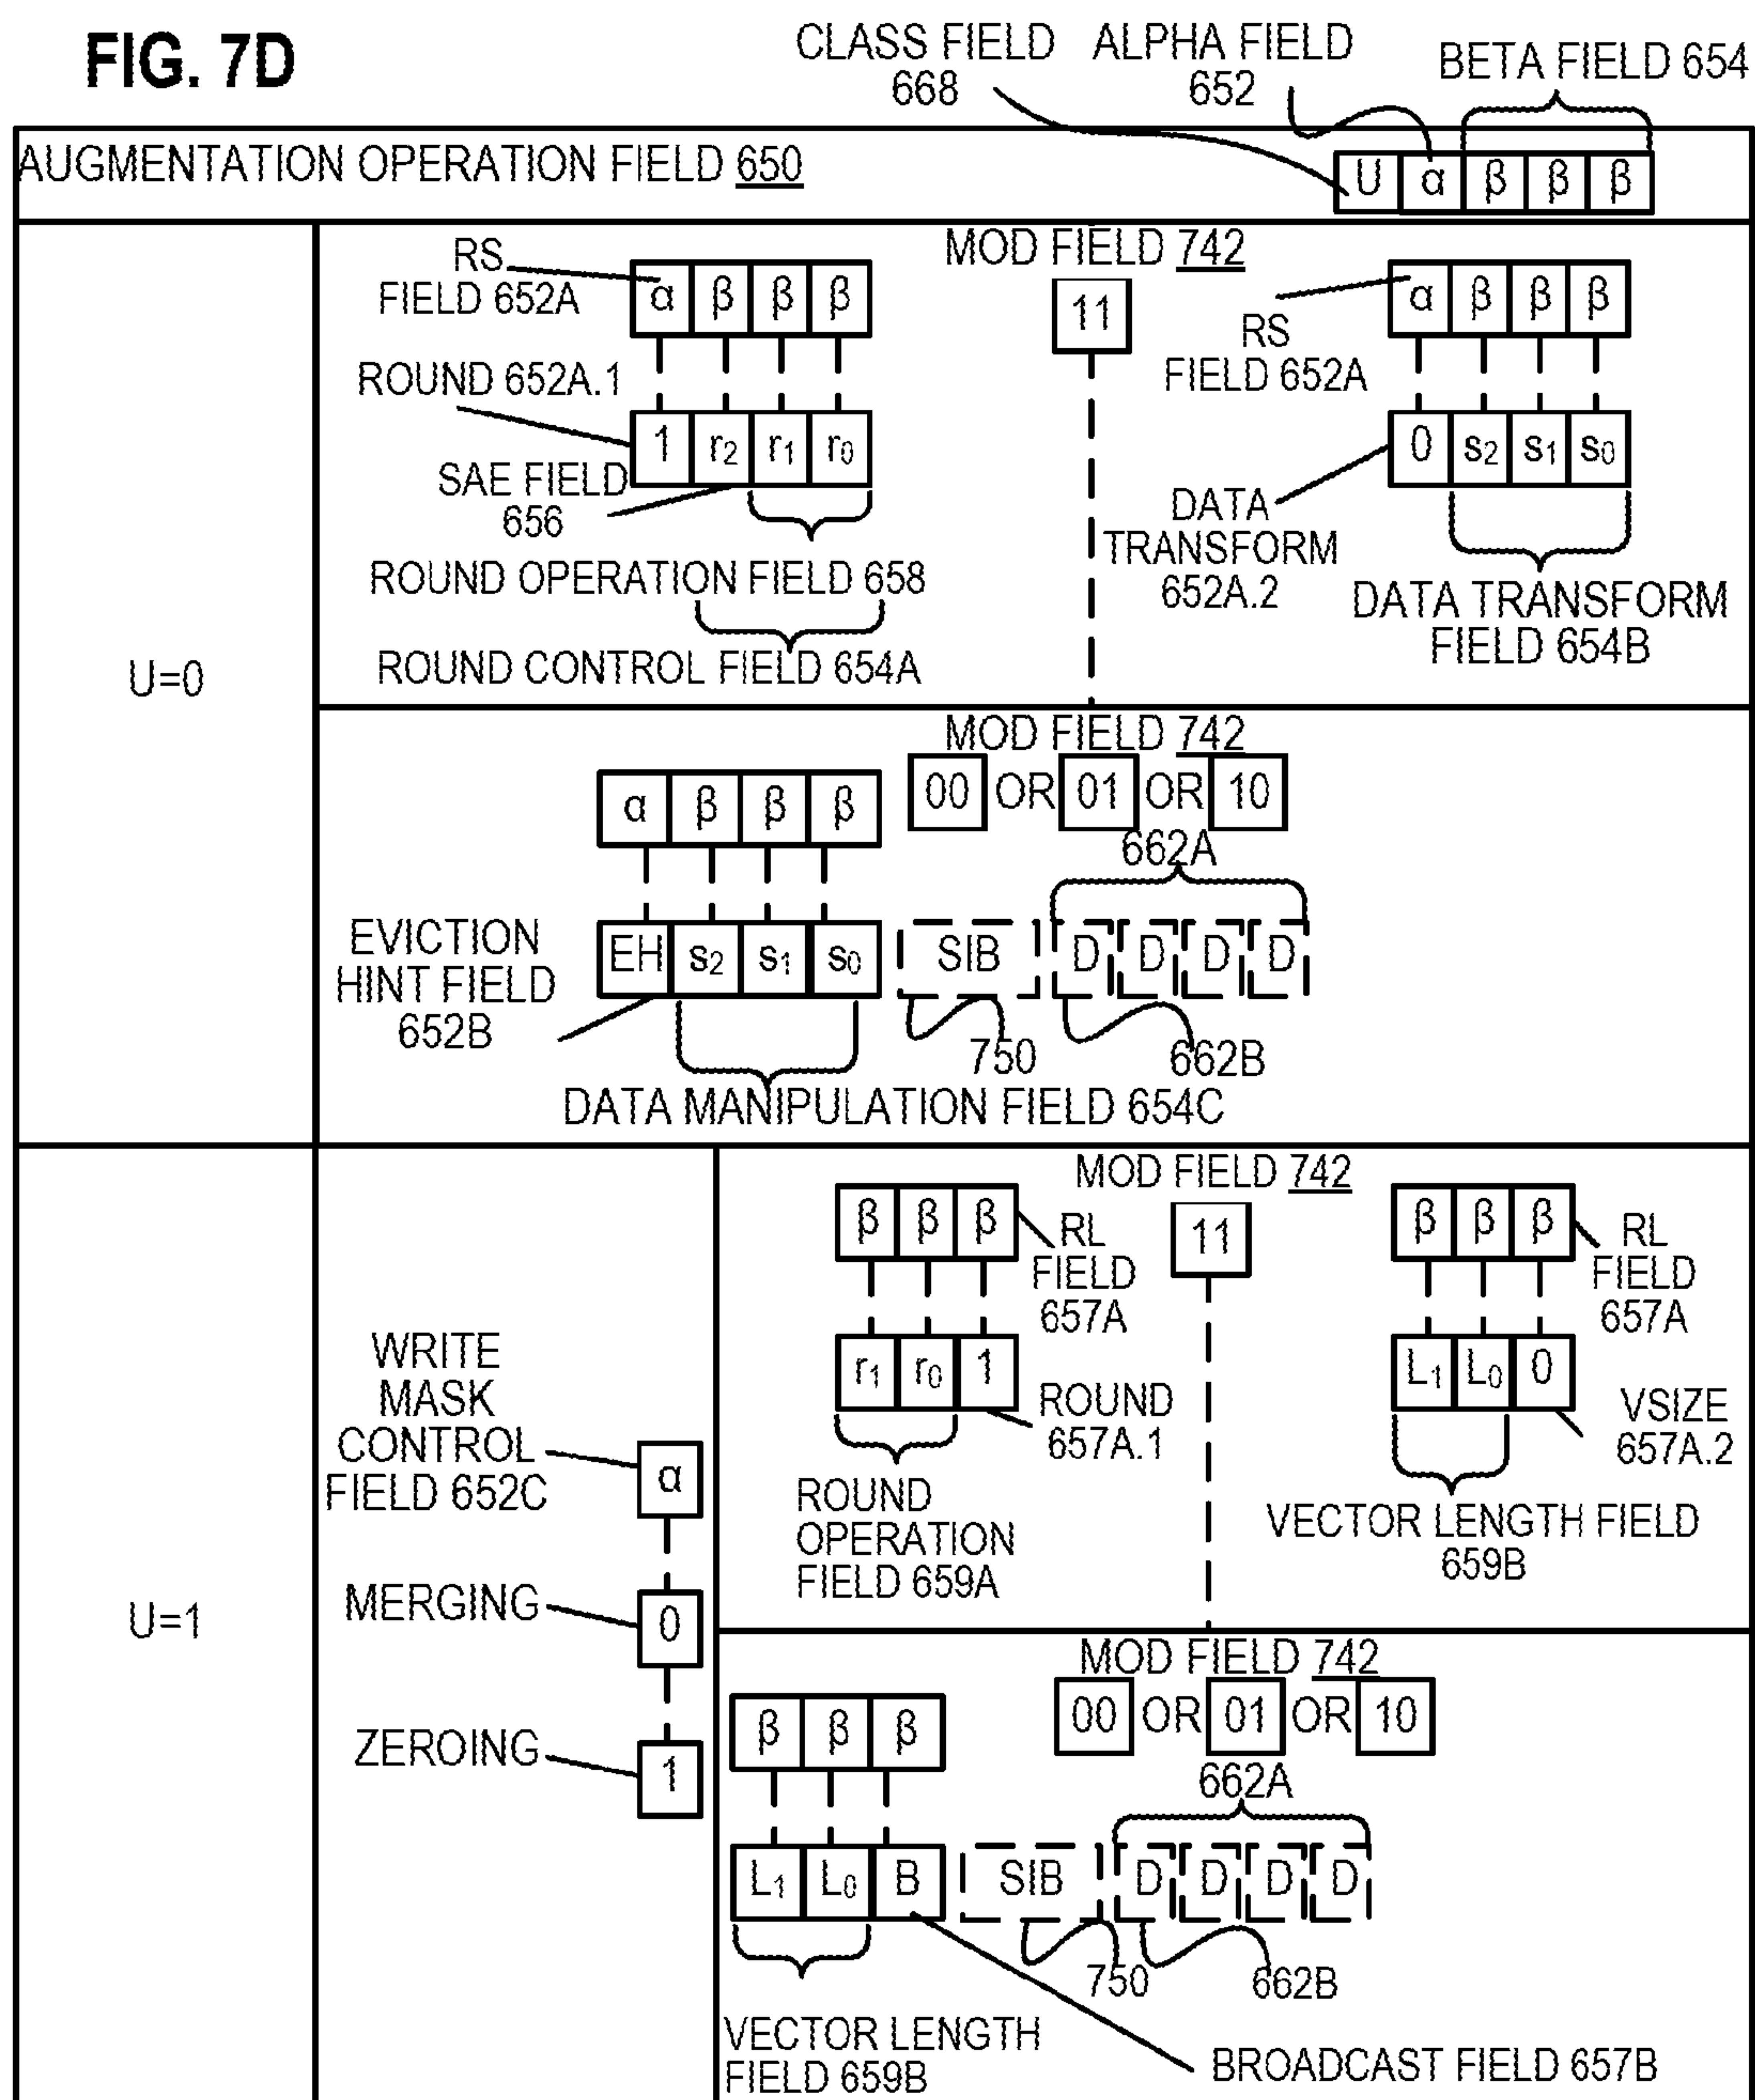 FIG. 7D
CLASS FIELD
668
ALPHA FIELD
652
BETA FIELD 654
AUGMENTATION OPERATION FIELD 650
U α β β β
U=0
RS
FIELD 652A
α β β β
ROUND 652A.1
1 r2 r1 r0
SAE FIELD
656
ROUND OPERATION FIELD 658
ROUND CONTROL FIELD 654A
MOD FIELD 742
11
α β β β
RS
FIELD 652A
0 s2 s1 s0
DATA
TRANSFORM
652A.2
DATA TRANSFORM
FIELD 654B
MOD FIELD 742
00 OR 01 OR 10
α β β β
662A
EVICTION
HINT FIELD
652B
EH s2 s1 s0 SIB D D D D
750
662B
DATA MANIPULATION FIELD 654C
U=1
WRITE
MASK
CONTROL
FIELD 652C
α
MERGING
0
ZEROING
1
MOD FIELD 742
11
β β β
RL
FIELD
657A
r1 r0 1
ROUND
657A.1
ROUND
OPERATION
FIELD 659A
β β β
RL
FIELD
657A
L1 L0 0
VSIZE
657A.2
VECTOR LENGTH FIELD
659B
MOD FIELD 742
00 OR 01 OR 10
β β β
662A
L1 L0 B SIB D D D D
750
662B
VECTOR LENGTH
FIELD 659B
BROADCAST FIELD 657B